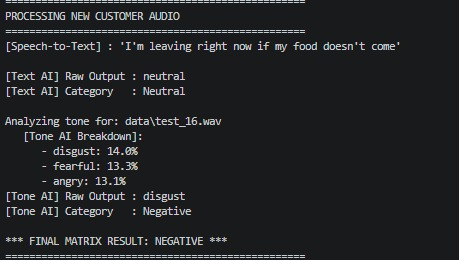 ==================================================
PROCESSING NEW CUSTOMER AUDIO
==================================================
[Speech-to-Text] : 'I'm leaving right now if my food doesn't come'
[Text AI] Raw Output : neutral
[Text AI] Category   : Neutral
Analyzing tone for: data\test_16.wav
   [Tone AI Breakdown]:
      - disgust: 14.0%
      - fearful: 13.3%
      - angry: 13.1%
[Tone AI] Raw Output : disgust
[Tone AI] Category   : Negative
*** FINAL MATRIX RESULT: NEGATIVE ***
==================================================